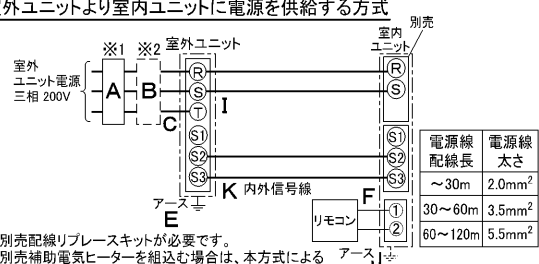 外ユニットより室内ユニットに電源を供給する方式
別売
※1
※2
室外ユニット
室内
ユニット
室外
ユニット電源
三相 200V
A
B
C
R
S
T
S1
S2
S3
I
R
S
S1
S2
S3
K 内外信号線
F
アース
E
リモコン
①
②
アース
J
電源線
配線長
電源線
太さ
～30m 2.0mm²
30～60m 3.5mm²
60～120m 5.5mm²
別売配線リプレースキットが必要です。
別売補助電気ヒーターを組込む場合は、本方式による